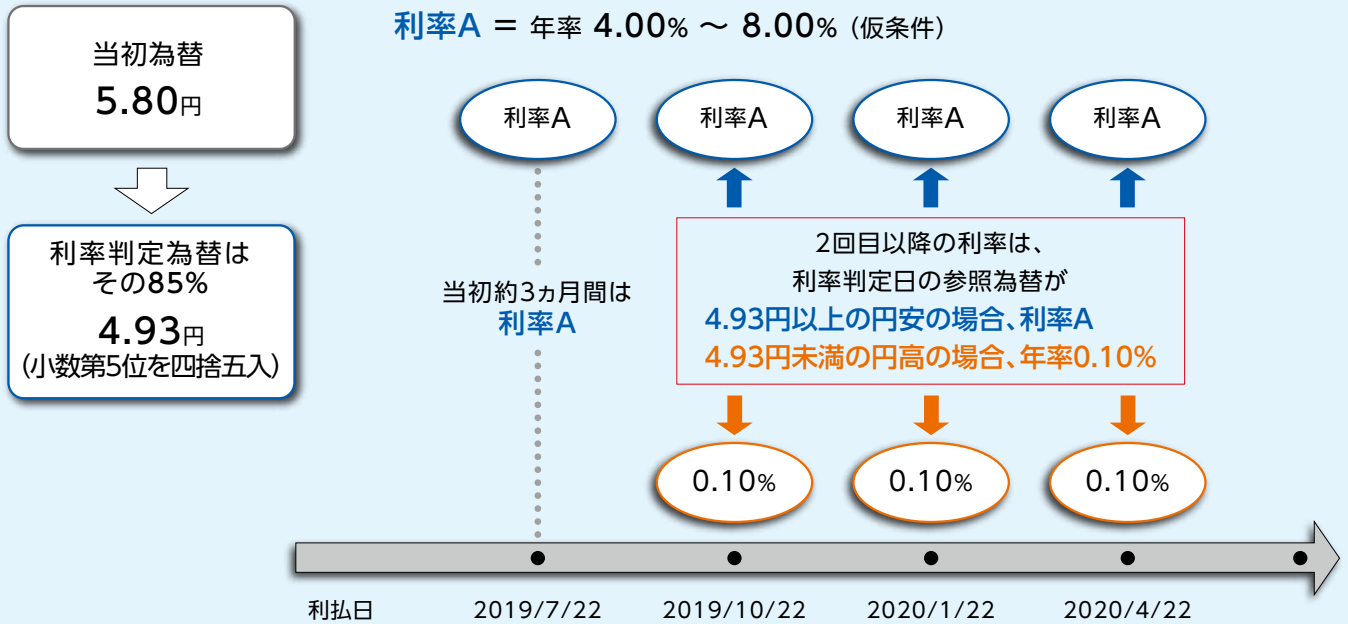 利率A = 年率 4.00% ～ 8.00% (仮条件)
当初為替
5.80円
利率判定為替は
その85%
4.93円
(小数第5位を四捨五入)
利率A
利率A
利率A
利率A
当初約3ヵ月間は
利率A
2回目以降の利率は、
利率判定日の参照為替が
4.93円以上の円安の場合、利率A
4.93円未満の円高の場合、年率0.10%
0.10%
0.10%
0.10%
利払日 2019/7/22 2019/10/22 2020/1/22 2020/4/22